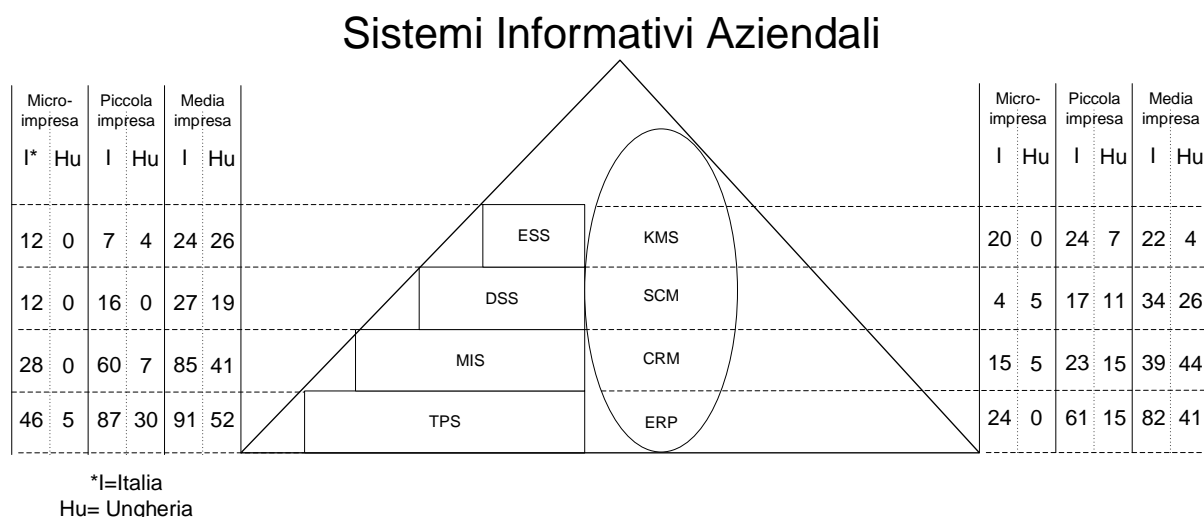 Sistemi Informativi Aziendali
Micro-impresa Piccola impresa Media impresa Micro-impresa Piccola impresa Media impresa
I* Hu I Hu I Hu I Hu I Hu I Hu
12 0 7 4 24 26 ESS KMS 20 0 24 7 22 4
12 0 16 0 27 19 DSS SCM 4 5 17 11 34 26
28 0 60 7 85 41 MIS CRM 15 5 23 15 39 44
46 5 87 30 91 52 TPS ERP 24 0 61 15 82 41
*I=Italia
Hu= Ungheria